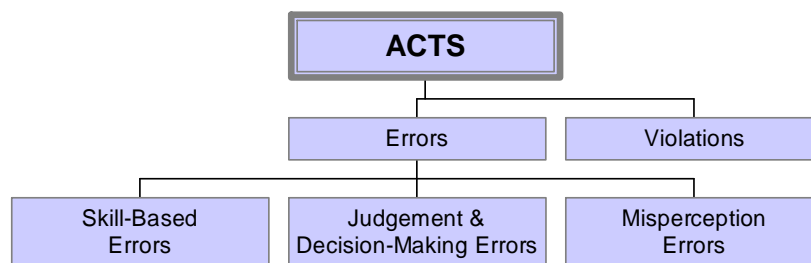 ACTS
Errors
Violations
Skill-Based
Errors
Judgement &
Decision-Making Errors
Misperception
Errors